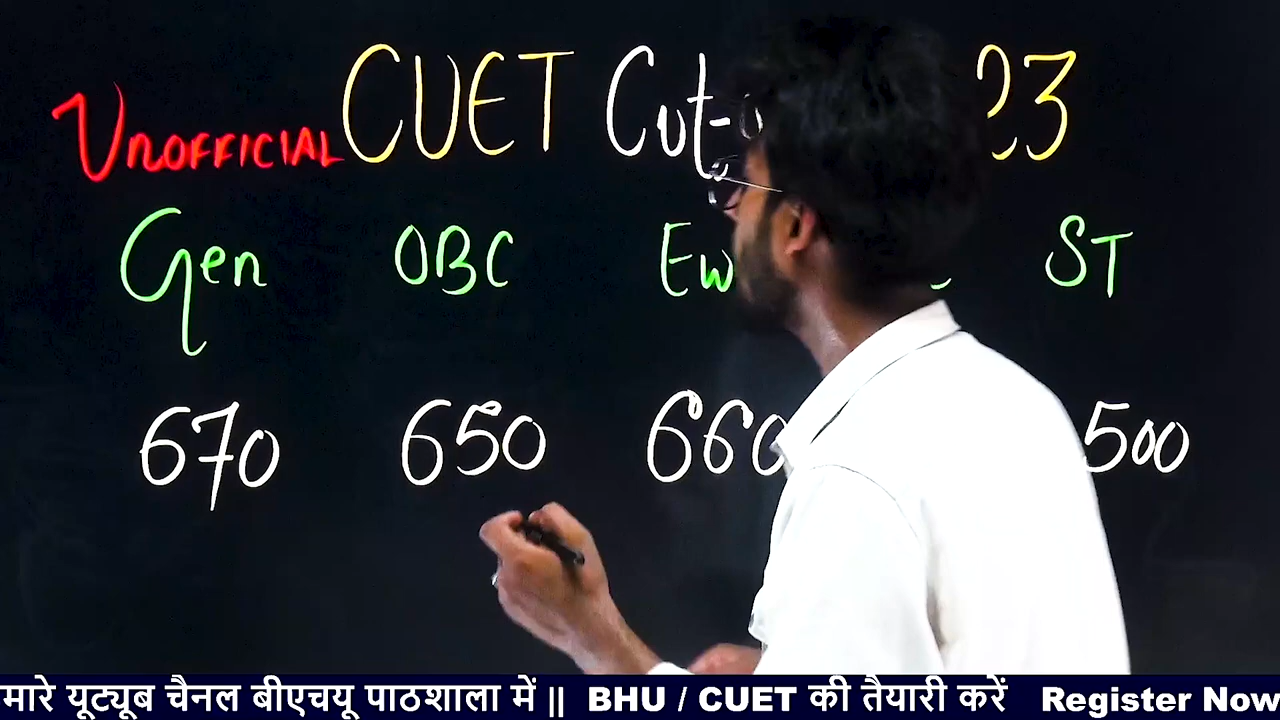 UNOFFICIAL CUET Cut-o 23
Gen OBC Ew ST
670 650 660 500
मारे यूट्यूब चैनल बीएचयू पाठशाला में || BHU / CUET की तैयारी करें Register Now